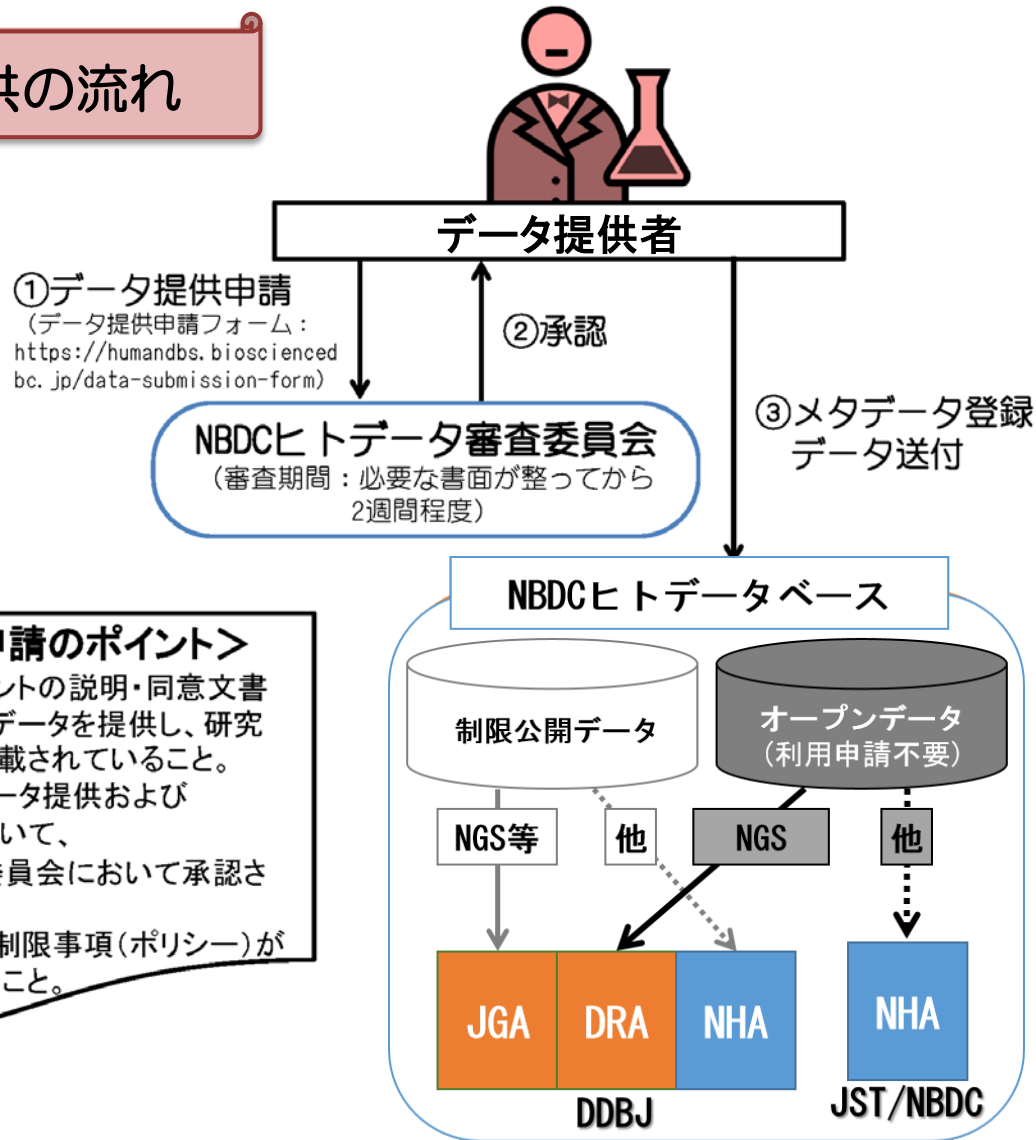 供の流れ
データ提供者
①データ提供申請
（データ提供申請フォーム：
https://humandbs.bioscienced
bc.jp/data-submission-form）
②承認
③メタデータ登録
データ送付
NBDCヒトデータ審査委員会
（審査期間：必要な書面が整ってから
2週間程度）
請のポイント＞
ントの説明・同意文書
データを提供し、研究
載されていること。
ータ提供および
いて、
員会において承認さ
制限事項（ポリシー）が
こと。
NBDCヒトデータベース
制限公開データ
オープンデータ
（利用申請不要）
NGS等
他
NGS
他
JGA
DRA
NHA
NHA
DDBJ
JST/NBDC